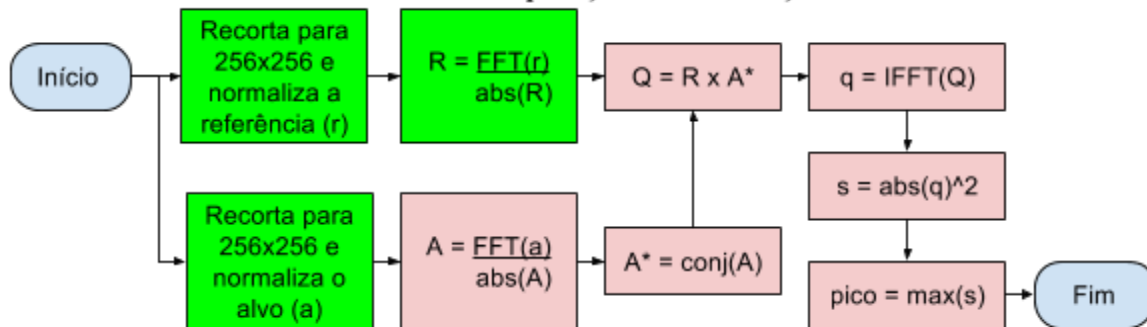 Início
Recorta para
256x256 e
normaliza a
referência (r)
R = FFT(r)
abs(R)
Q = R x A*
q = IFFT(Q)
s = abs(q)^2
Recorta para
256x256 e
normaliza o
alvo (a)
A = FFT(a)
abs(A)
A* = conj(A)
pico = max(s)
Fim